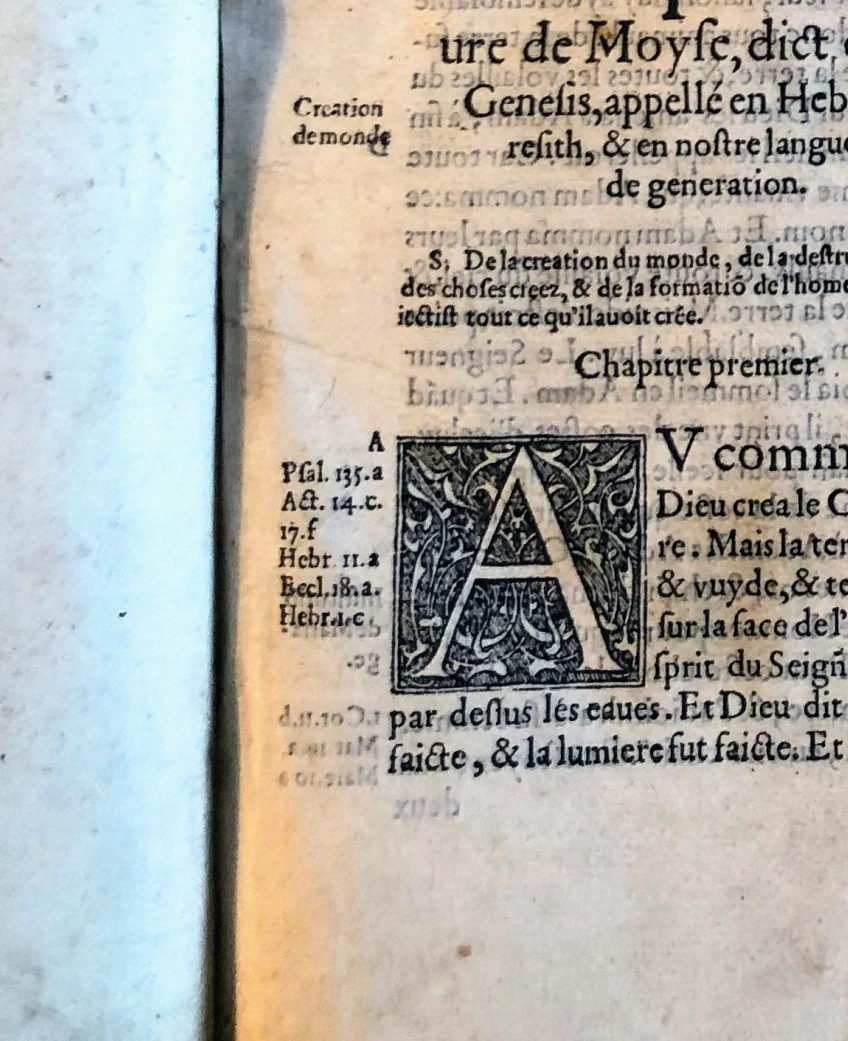 ure de Moyſe, dict
Geneſis, appellé en Heb
reſith, & en noſtre langue
de generation.
Creation
de monde
S. De la creation du monde, de la deſtru
des choſes creez, & de la formatiō de l'home
iectiſt tout ce qu'il auoit crée.
Chapitre premier.
A
Pſal. 135.a
Act. 14.c.
17.f
Hebr. 11.a
Eccl. 18.a.
Hebr. 1.c
AV comm
Dieu crea le C
re. Mais la ter
& vuyde, & te
ſur la face de l'
ſprit du Seigñ
par deſſus les eaues. Et Dieu dit
faicte, & la lumiere fut faicte. Et